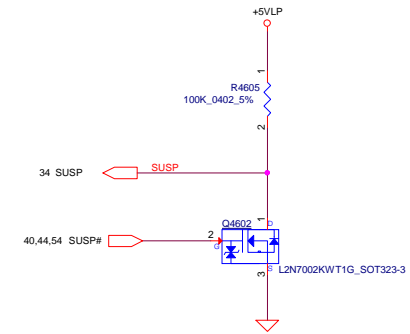 +5VLP
1
R4605
100K_0402_5%
2
34 SUSP
SUSP
1
Q4602
D
40,44,54 SUSP#
2
G
S
L2N7002KWT1G_SOT323-3
3